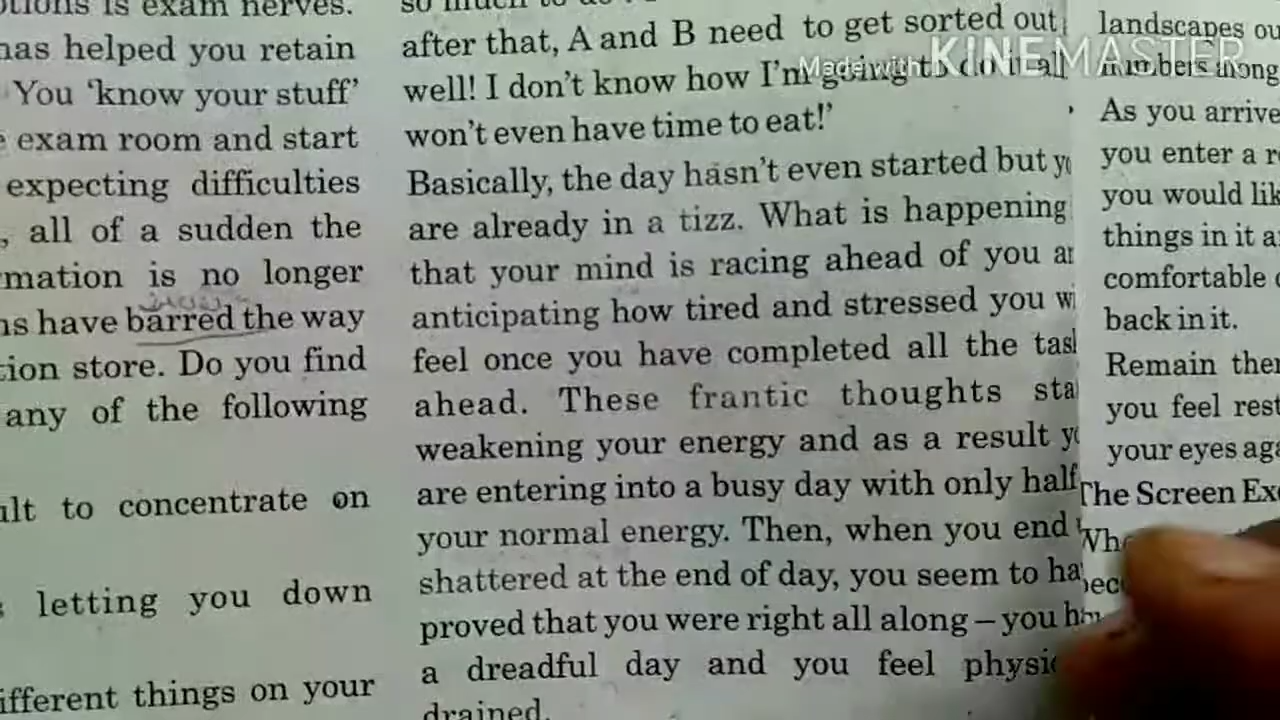 is exam nerves.
has helped you retain
You ‘know your stuff’
exam room and start
expecting difficulties
, all of a sudden the
is no longer
have barred the way
store. Do you find
any of the following
to concentrate on
letting you down
things on your
after that, A and B need to get sorted out
well! I don’t know how I’m going to do it all
won’t even have time to eat!’
Basically, the day hasn’t even started but
are already in a tizz. What is happening
that your mind is racing ahead of you
anticipating how tired and stressed you
feel once you have completed all the
ahead. These frantic thoughts
weakening your energy and as a result
are entering into a busy day with only half
your normal energy. Then, when you end
shattered at the end of day, you seem to
proved that you were right all along – you
a dreadful day and you feel
drained.
landscapes
numbers
As you arrive
you enter a
you would
things in it
comfortable
back in it.
Remain
you feel
your eyes
The Screen
Made with KINEMASTER